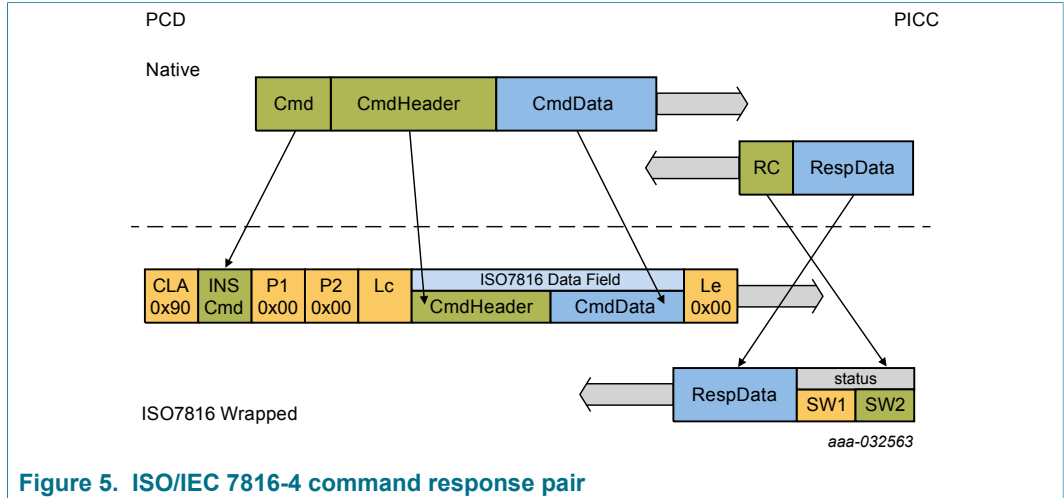 PCD
PICC
Native
Cmd
CmdHeader
CmdData
RC
RespData
CLA
0x90
INS
Cmd
P1
0x00
P2
0x00
Lc
ISO7816 Data Field
CmdHeader
CmdData
Le
0x00
RespData
status
SW1
SW2
ISO7816 Wrapped
aaa-032563
Figure 5. ISO/IEC 7816-4 command response pair